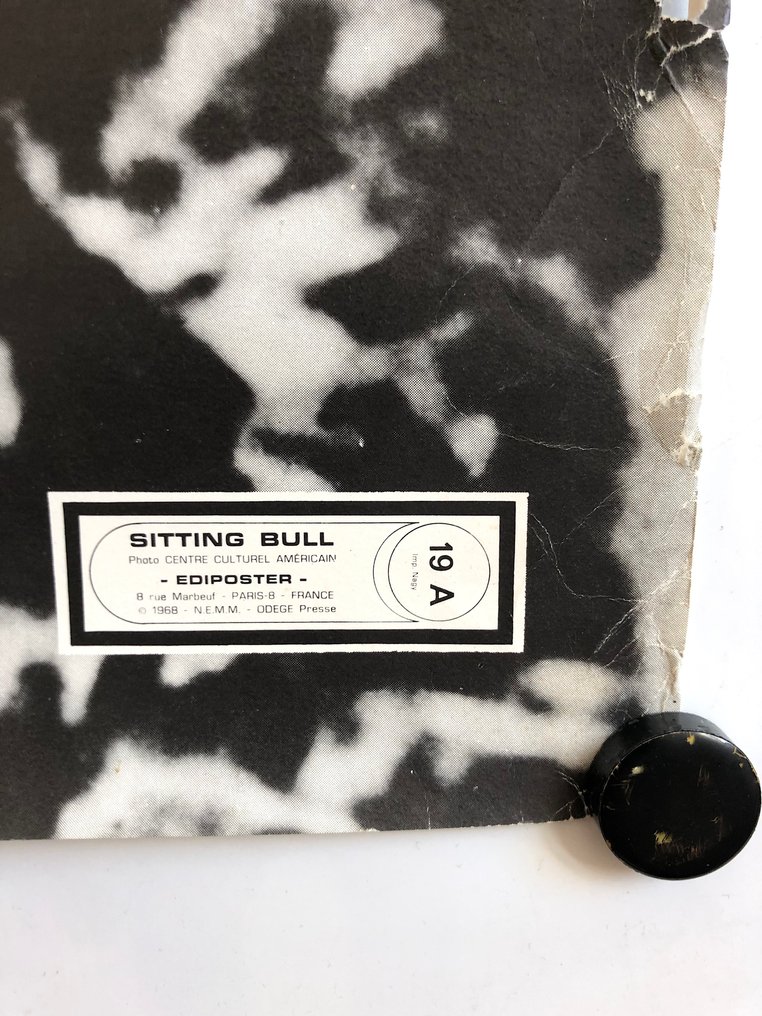 SITTING BULL
Photo CENTRE CULTUREL AMÉRICAIN
- EDIPOSTER -
8 rue Marbeuf - PARIS-8 - FRANCE
© 1968 - N.E.M.M. - ODEGE Presse
Imp. Nagy
19 A